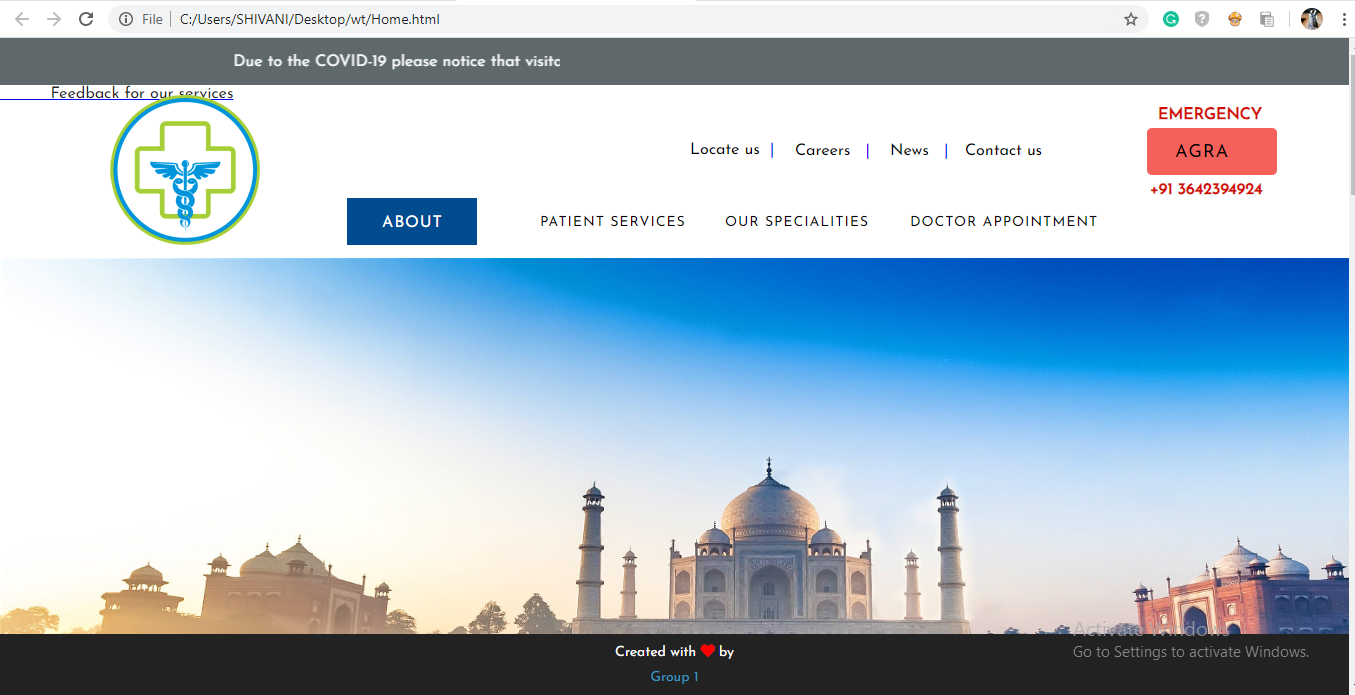 File | C:/Users/SHIVANI/Desktop/wt/Home.html
Due to the COVID-19 please notice that
Feedback for our services
EMERGENCY
Locate us | Careers | News | Contact us
AGRA
+91 3642394924
ABOUT PATIENT SERVICES OUR SPECIALITIES DOCTOR APPOINTMENT
Activate Windows
Go to Settings to activate Windows.
Created with ❤ by
Group 1